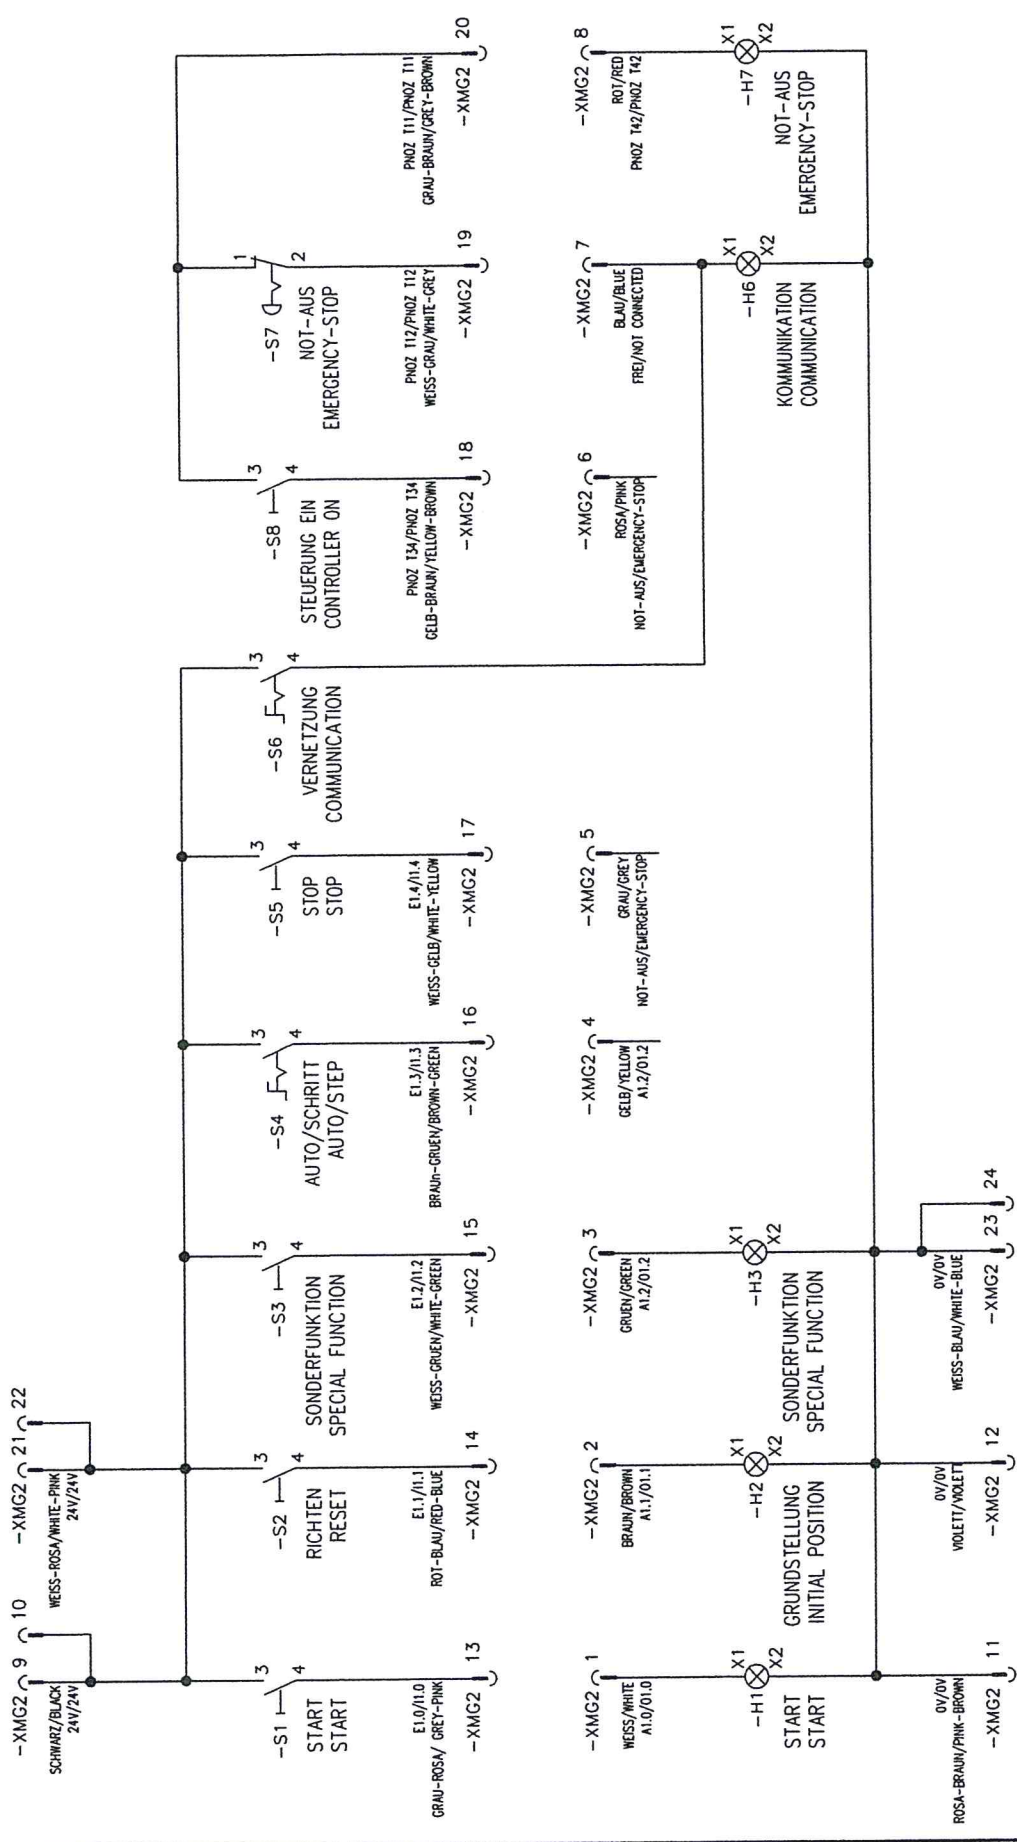 -XMG2 9 10
SCHWARZ/BLACK
24V/24V
-XMG2 21 22
WEISS-ROSA/WHITE-PINK
24V/24V
-S1
3
4
START
START
E1.0/I1.0
GRAU-ROSA/ GREY-PINK
-XMG2 13
-S2
3
4
RICHTEN
RESET
E1.1/I1.1
ROT-BLAU/RED-BLUE
-XMG2 14
-S3
3
4
SONDERFUNKTION
SPECIAL FUNCTION
E1.2/I1.2
WEISS-GRUEN/WHITE-GREEN
-XMG2 15
-S4
3
4
AUTO/SCHRITT
AUTO/STEP
E1.3/I1.3
BRAUn-GRUEN/BROWN-GREEN
-XMG2 16
-S5
3
4
STOP
STOP
E1.4/I1.4
WEISS-GELB/WHITE-YELLOW
-XMG2 17
-S6
3
4
VERNETZUNG
COMMUNICATION
-S8
3
4
STEUERUNG EIN
CONTROLLER ON
PNOZ T34/PNOZ T34
GELB-BRAUN/YELLOW-BROWN
-XMG2 18
-S7
1
2
NOT-AUS
EMERGENCY-STOP
PNOZ T12/PNOZ T12
WEISS-GRAU/WHITE-GREY
-XMG2 19
PNOZ T11/PNOZ T11
GRAU-BRAUN/GREY-BROWN
-XMG2 20
-XMG2 1
WEISS/WHITE
A1.0/O1.0
-H1
X1
X2
START
START
-XMG2 2
BRAUN/BROWN
A1.1/O1.1
-H2
X1
X2
GRUNDSTELLUNG
INITIAL POSITION
-XMG2 3
GRUEN/GREEN
A1.2/O1.2
-H3
X1
X2
SONDERFUNKTION
SPECIAL FUNCTION
-XMG2 4
GELB/YELLOW
A1.2/O1.2
-XMG2 5
GRAU/GREY
NOT-AUS/EMERGENCY-STOP
-XMG2 6
ROSA/PINK
NOT-AUS/EMERGENCY-STOP
-XMG2 7
BLAU/BLUE
FREI/NOT CONNECTED
-H6
X1
X2
KOMMUNIKATION
COMMUNICATION
-XMG2 8
ROT/RED
PNOZ T42/PNOZ T42
-H7
X1
X2
NOT-AUS
EMERGENCY-STOP
0V/0V
ROSA-BRAUN/PINK-BROWN
-XMG2 11
0V/0V
VIOLETT/VIOLETT
-XMG2 12
0V/0V
WEISS-BLAU/WHITE-BLUE
-XMG2 23 24